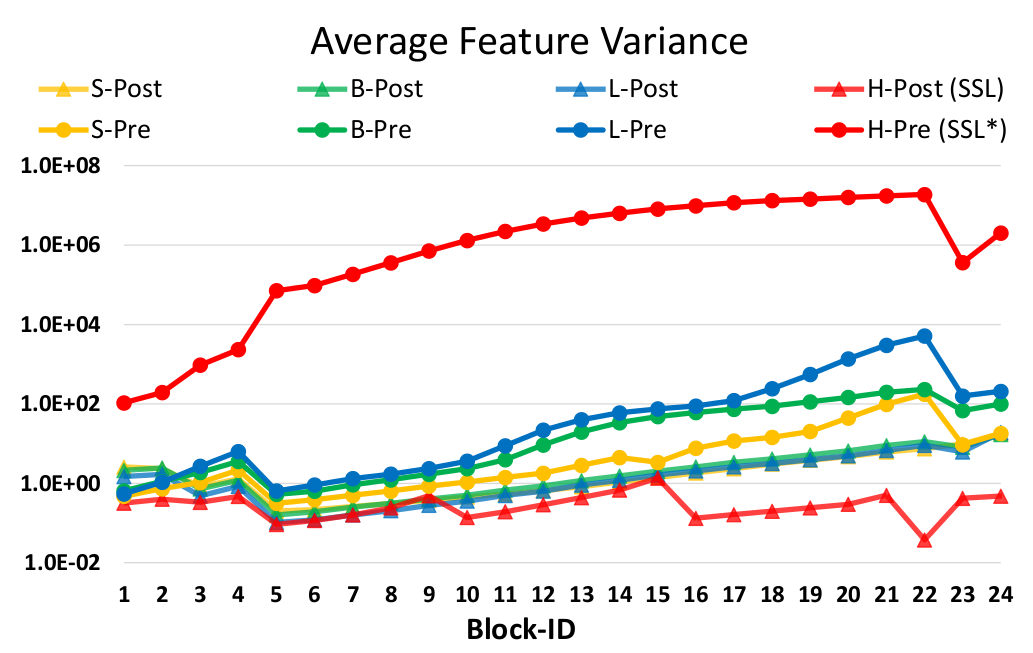 Average Feature Variance
S-Post B-Post L-Post H-Post (SSL)
S-Pre B-Pre L-Pre H-Pre (SSL*)
1.0E+08
1.0E+06
1.0E+04
1.0E+02
1.0E+00
1.0E-02
1 2 3 4 5 6 7 8 9 10 11 12 13 14 15 16 17 18 19 20 21 22 23 24
Block-ID